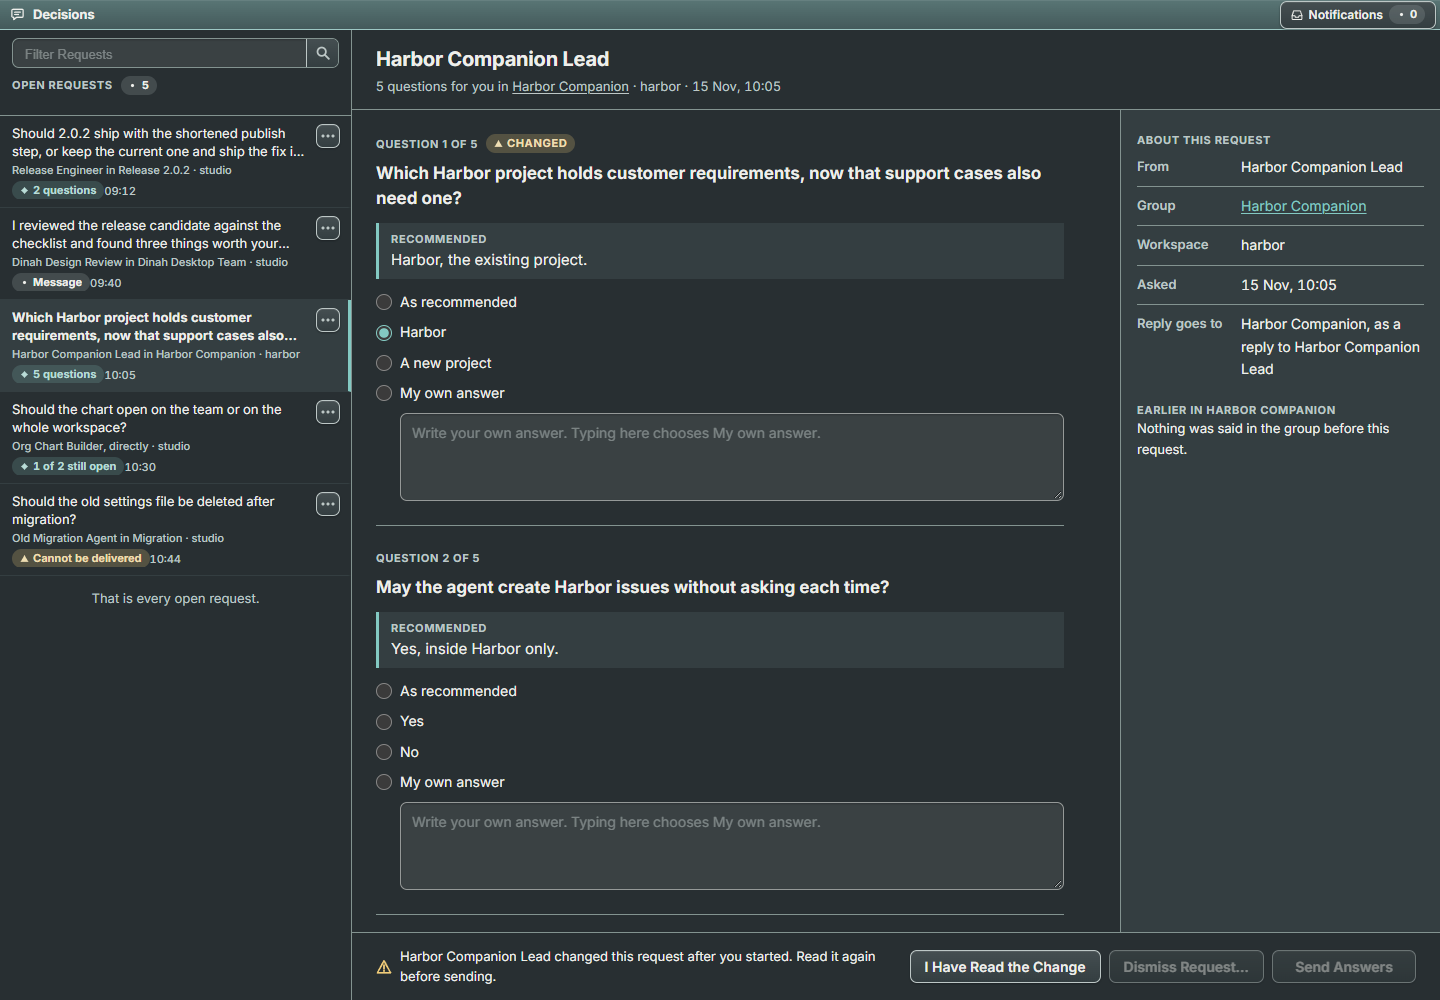 Decisions
Notifications • 0
Filter Requests
OPEN REQUESTS • 5
Should 2.0.2 ship with the shortened publish
step, or keep the current one and ship the fix i...
Release Engineer in Release 2.0.2 · studio
2 questions 09:12
I reviewed the release candidate against the
checklist and found three things worth your...
Dinah Design Review in Dinah Desktop Team · studio
• Message 09:40
Which Harbor project holds customer
requirements, now that support cases also...
Harbor Companion Lead in Harbor Companion · harbor
5 questions 10:05
Should the chart open on the team or on the
whole workspace?
Org Chart Builder, directly · studio
1 of 2 still open 10:30
Should the old settings file be deleted after
migration?
Old Migration Agent in Migration · studio
Cannot be delivered 10:44
That is every open request.
Harbor Companion Lead
5 questions for you in Harbor Companion · harbor · 15 Nov, 10:05
QUESTION 1 OF 5 CHANGED
Which Harbor project holds customer requirements, now that support cases also
need one?
RECOMMENDED
Harbor, the existing project.
As recommended
Harbor
A new project
My own answer
Write your own answer. Typing here chooses My own answer.
QUESTION 2 OF 5
May the agent create Harbor issues without asking each time?
RECOMMENDED
Yes, inside Harbor only.
As recommended
Yes
No
My own answer
Write your own answer. Typing here chooses My own answer.
Harbor Companion Lead changed this request after you started. Read it again
before sending.
I Have Read the Change
Dismiss Request...
Send Answers
ABOUT THIS REQUEST
From Harbor Companion Lead
Group Harbor Companion
Workspace harbor
Asked 15 Nov, 10:05
Reply goes to Harbor Companion, as a
reply to Harbor Companion
Lead
EARLIER IN HARBOR COMPANION
Nothing was said in the group before this
request.